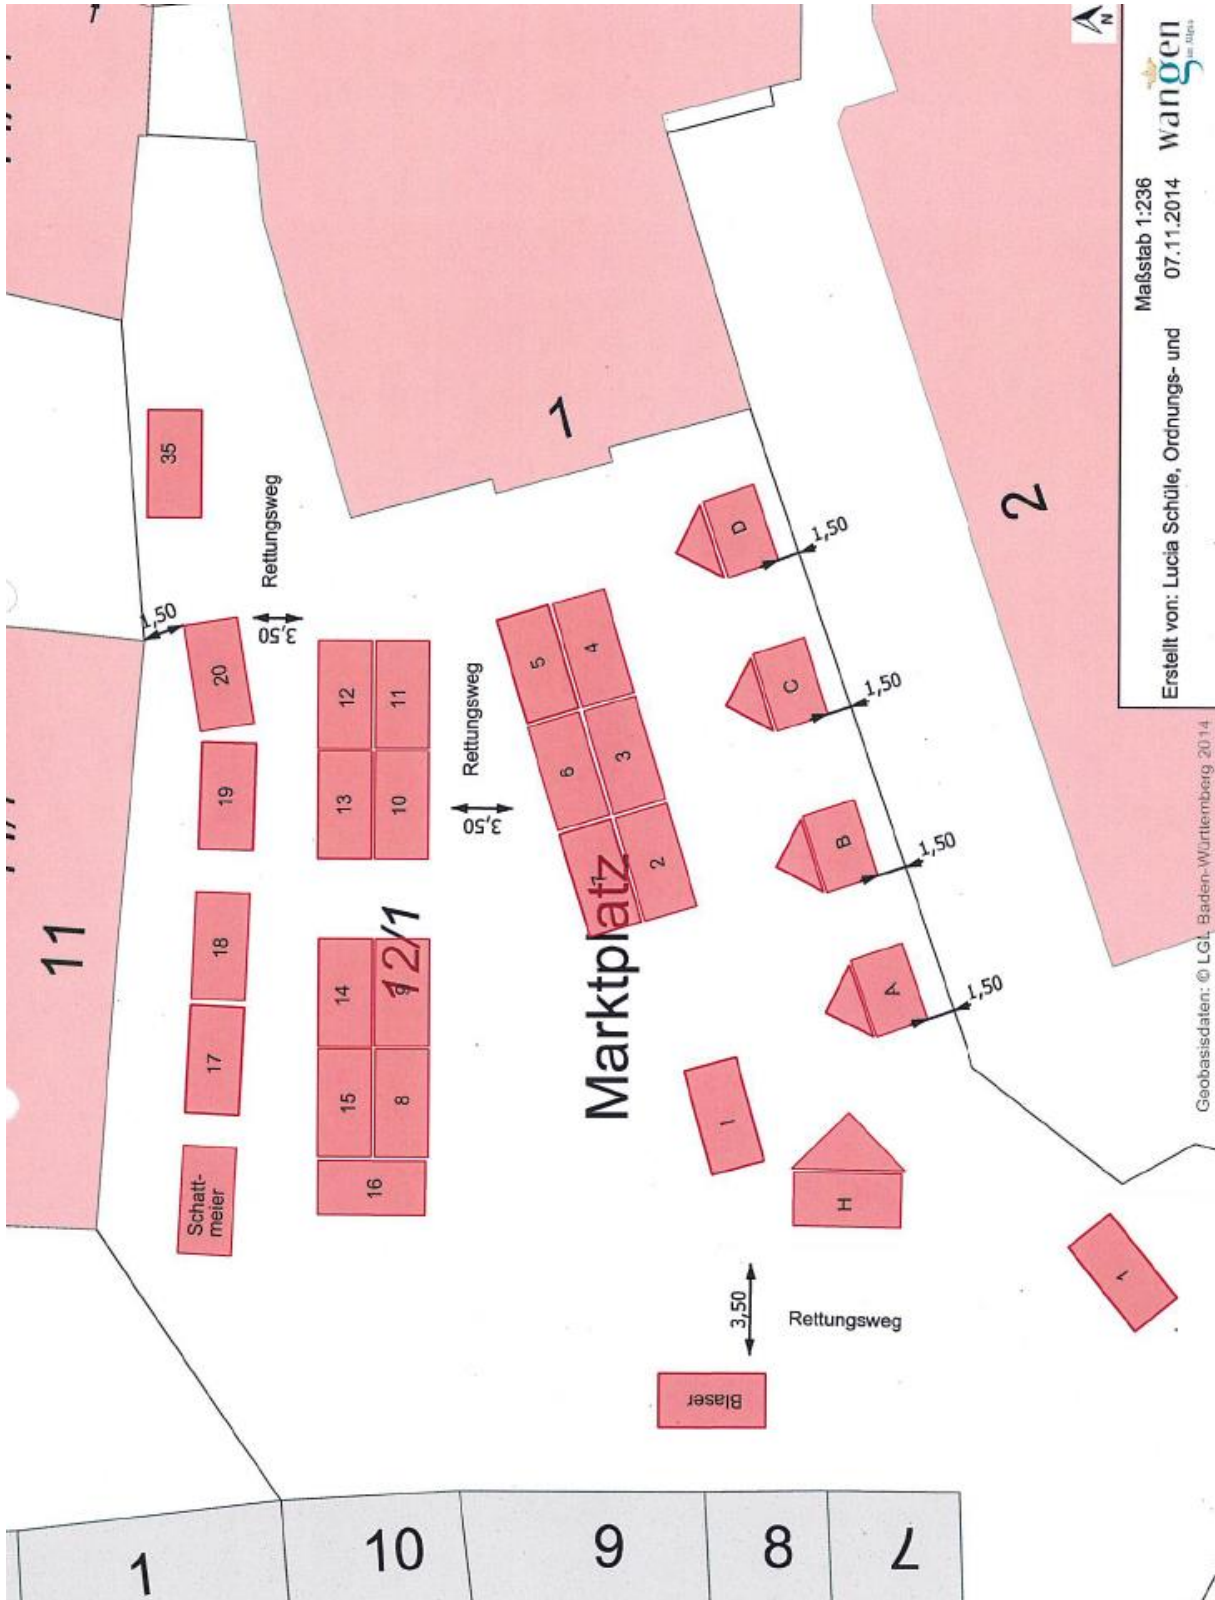 N
wangen
im Allgäu
Maßstab 1:236
07.11.2014
Erstellt von: Lucia Schüle, Ordnungs- und
Geobasisdaten: © LGL Baden-Württemberg 2014
35
Rettungsweg
3,50
1,50
20
19
18
17
Schatt-
meier
11
12
11
13
10
12/1
14
9
15
8
16
Rettungsweg
3,50
5
4
6
3
7
2
Marktplatz
1
2
D
1,50
C
1,50
B
1,50
A
1,50
I
H
3,50
Rettungsweg
Blaser
1
1
10
9
8
7